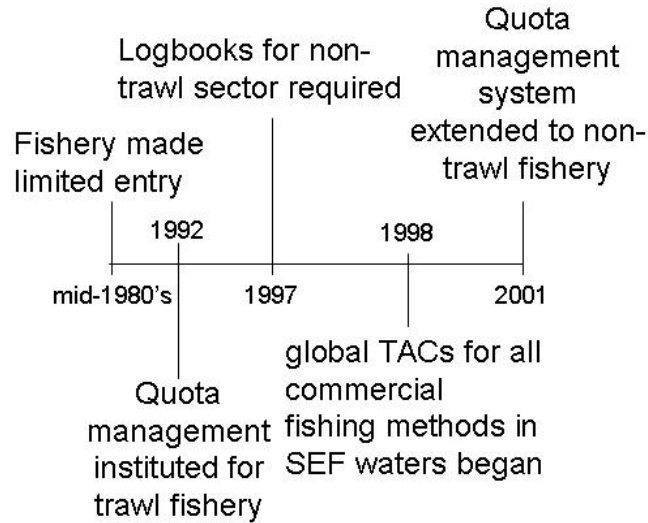 Fishery made
limited entry
Logbooks for non-
trawl sector required
Quota
management
system
extended to non-
trawl fishery
1992
1998
mid-1980's
1997
2001
Quota
management
instituted for
trawl fishery
global TACs for all
commercial
fishing methods in
SEF waters began